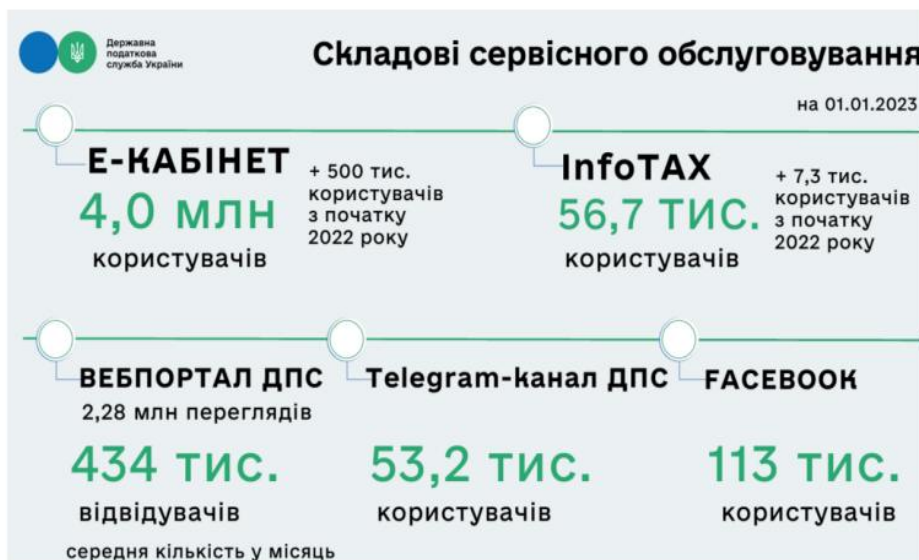 Державна
податкова
служба України
Складові сервісного обслуговування
на 01.01.2023
Е-КАБІНЕТ
4,0 млн
користувачів
+ 500 тис.
користувачів
з початку
2022 року
InfoTAX
56,7 ТИС.
користувачів
+ 7,3 тис.
користувачів
з початку
2022 року
ВЕБПОРТАЛ ДПС
2,28 млн переглядів
434 тис.
відвідувачів
середня кількість у місяць
Telegram-канал ДПС
53,2 тис.
користувачів
FACEBOOK
113 тис.
користувачів